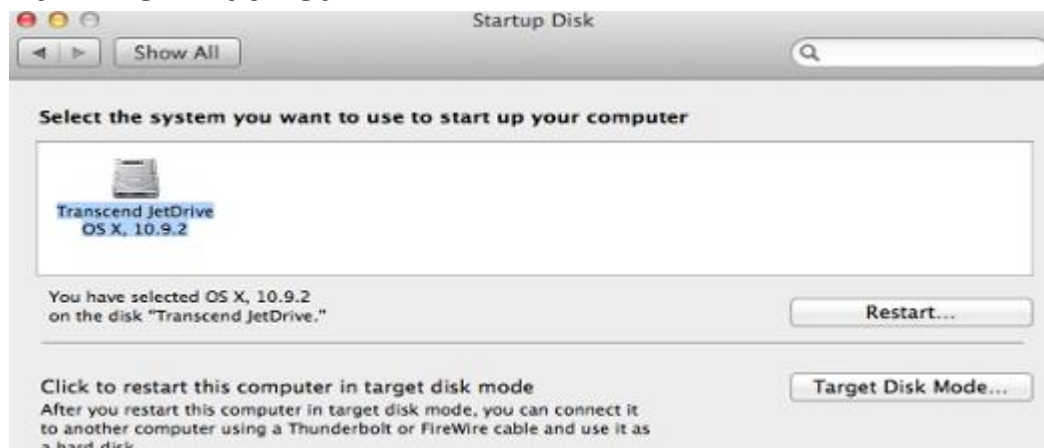 Startup Disk
Show All
Select the system you want to use to start up your computer
Transcend JetDrive
OS X, 10.9.2
You have selected OS X, 10.9.2
on the disk "Transcend JetDrive."
Restart...
Click to restart this computer in target disk mode
Target Disk Mode...
After you restart this computer in target disk mode, you can connect it
to another computer using a Thunderbolt or FireWire cable and use it as
a hard disk